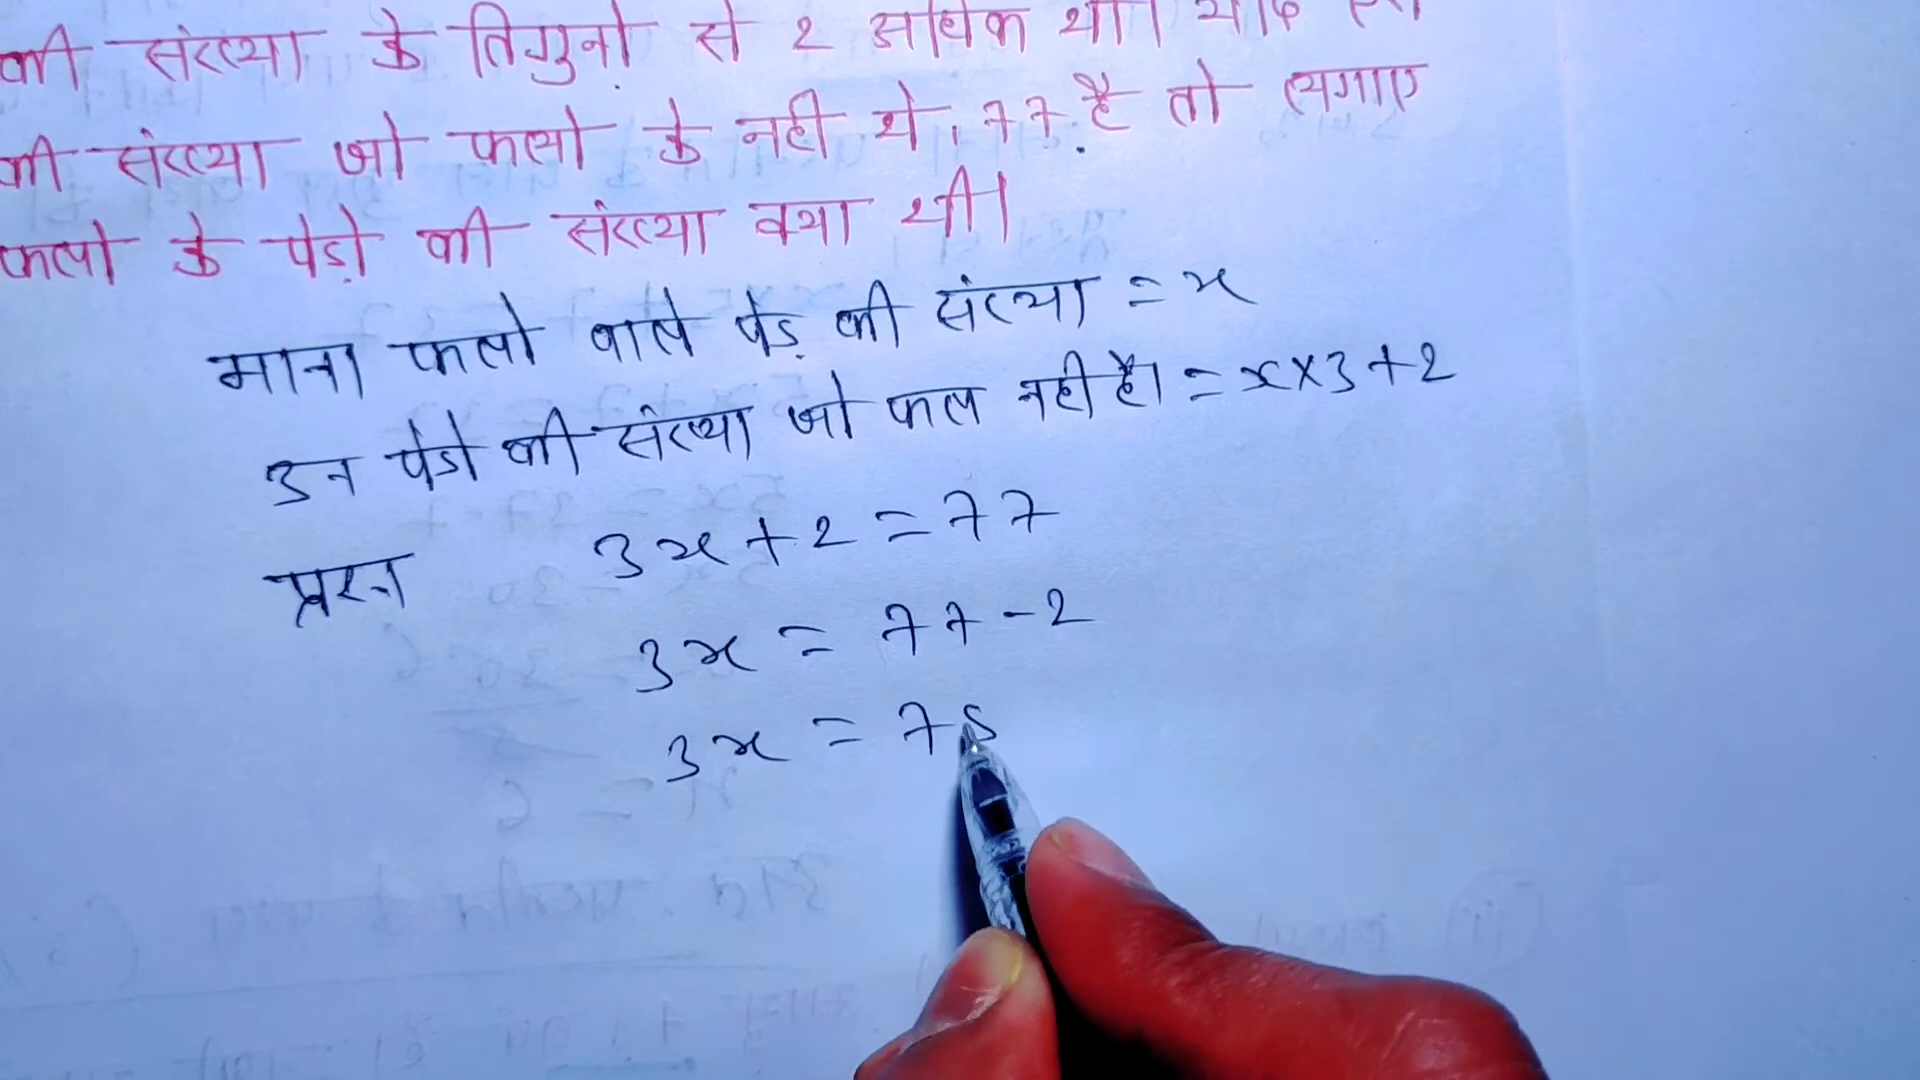 की संख्या के तिगुनो से 2 अधिक था। यदि
की संख्या जो फलो के नही थे, 77 है तो लगाए
फलो के पेड़ो की संख्या क्या थी।
माना फलो वाले पेड़ की संख्या = x
उन पेडो की संख्या जो फल नही है। = x×3+2
प्रश्न 3x + 2 = 77
3x = 77 - 2
3x = 75